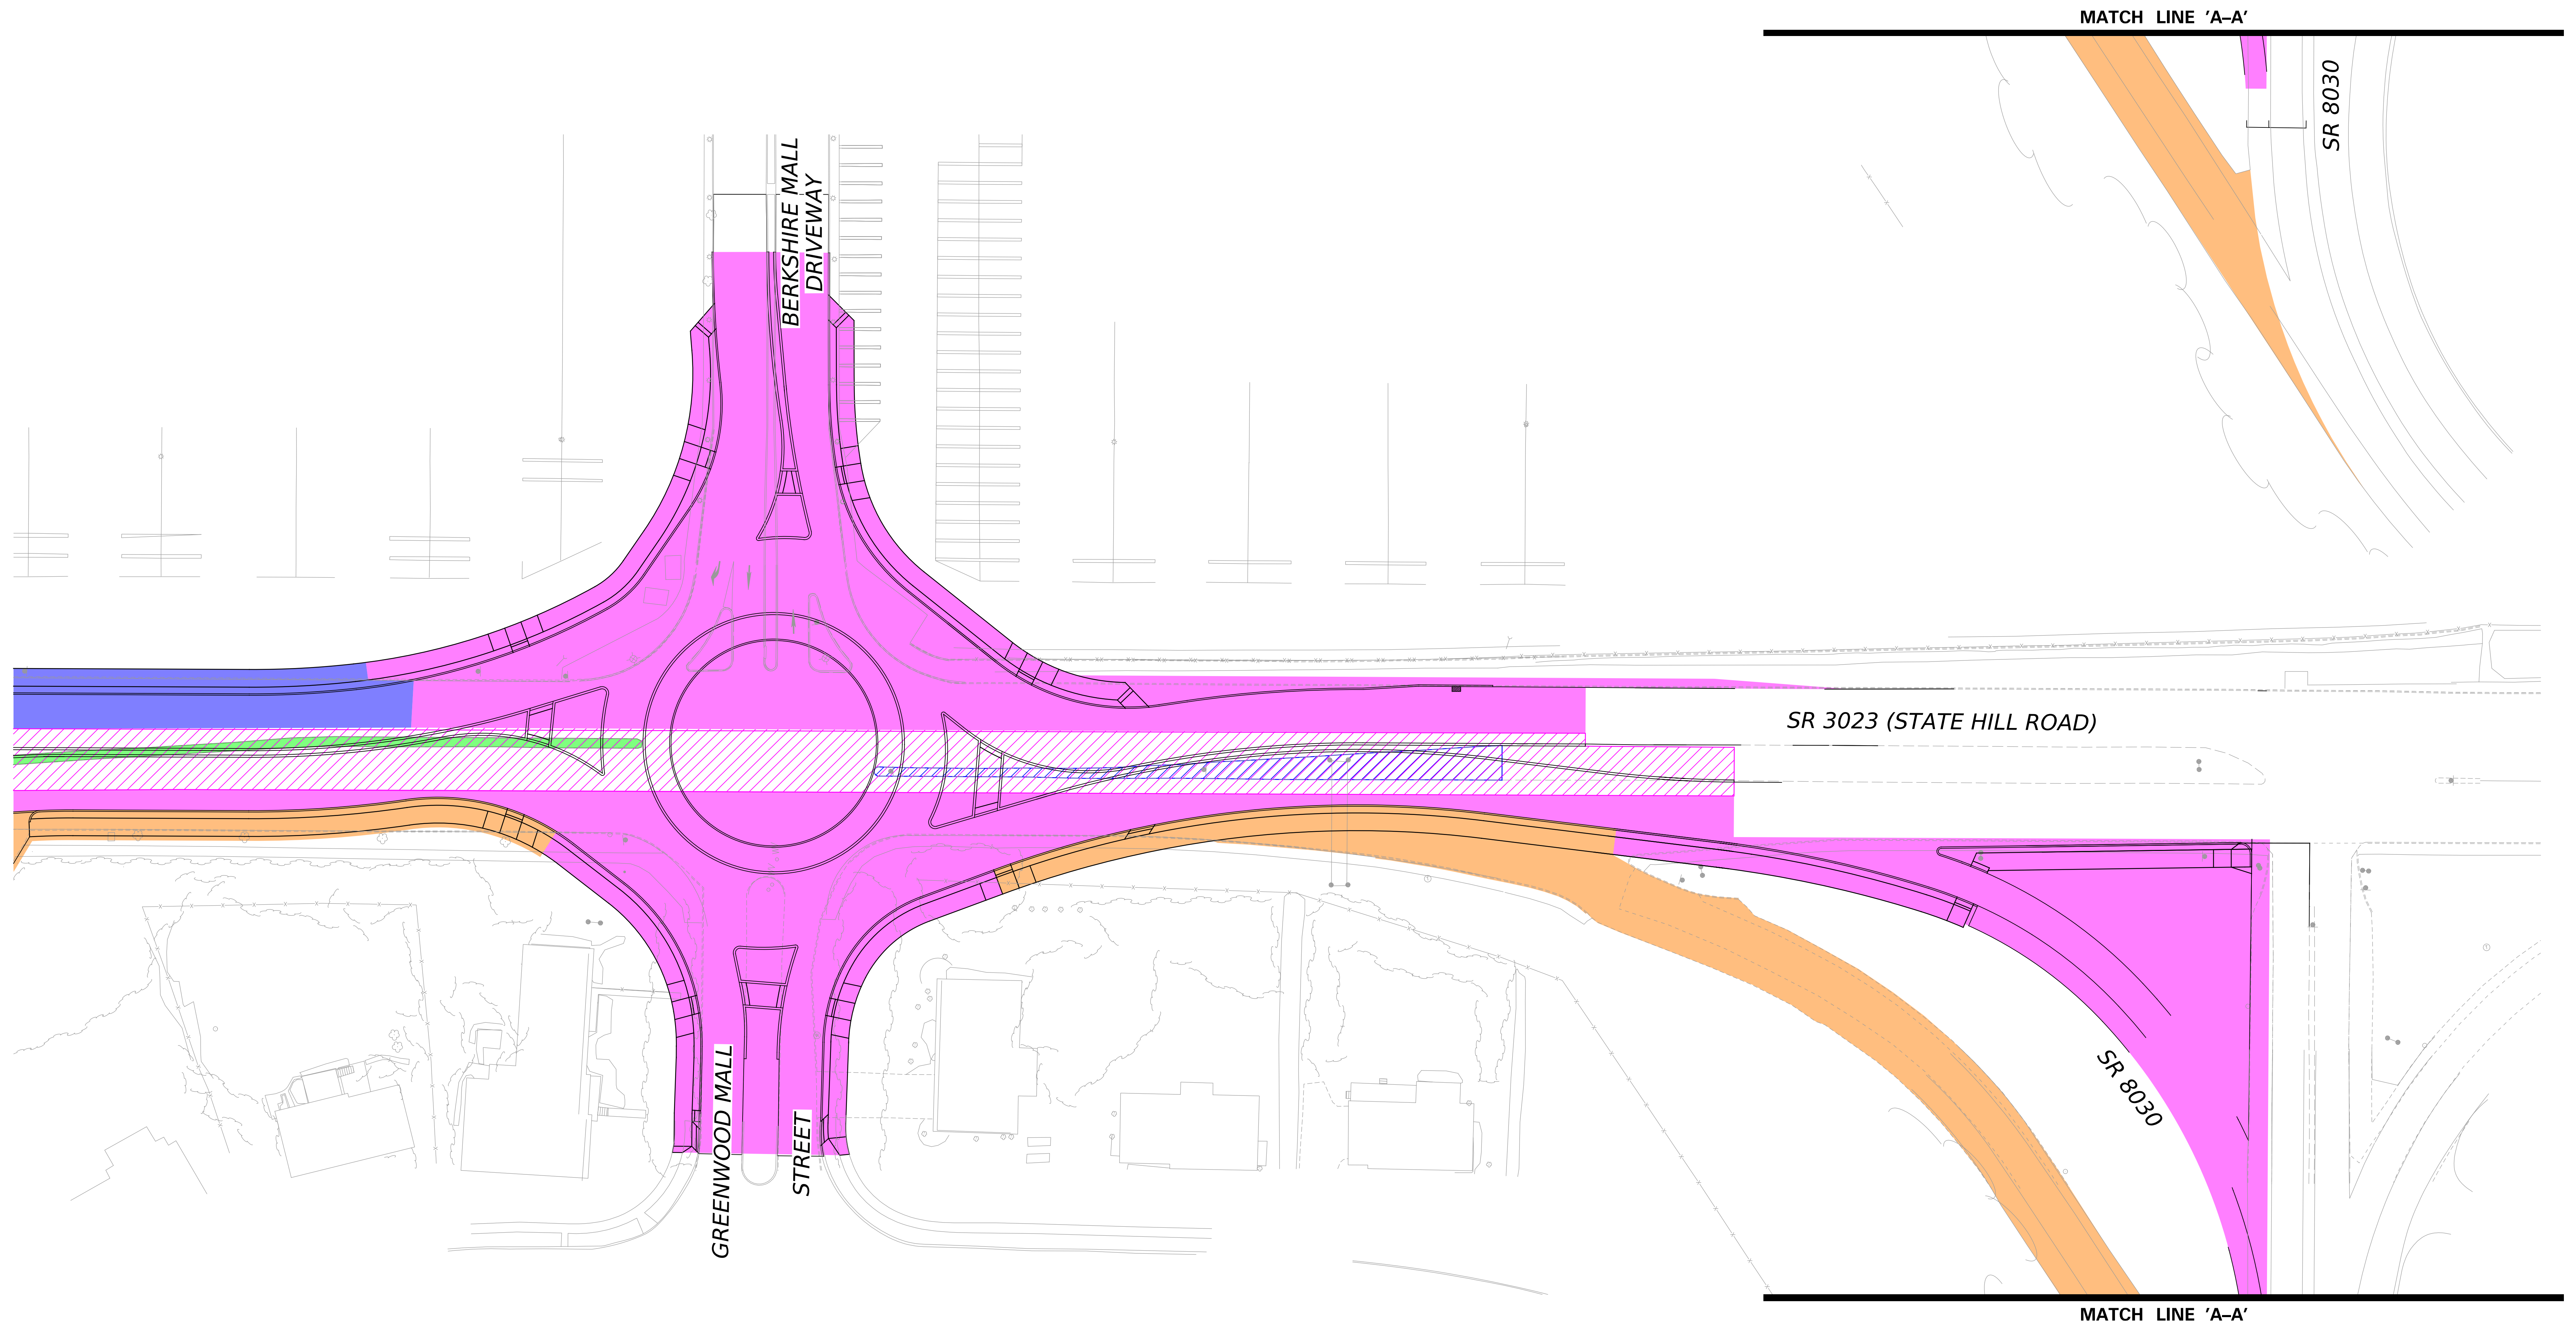 MATCH LINE 'A–A'
SR 8030
BERKSHIRE MALL
DRIVEWAY
SR 3023 (STATE HILL ROAD)
SR 8030
GREENWOOD MALL
STREET
MATCH LINE 'A–A'